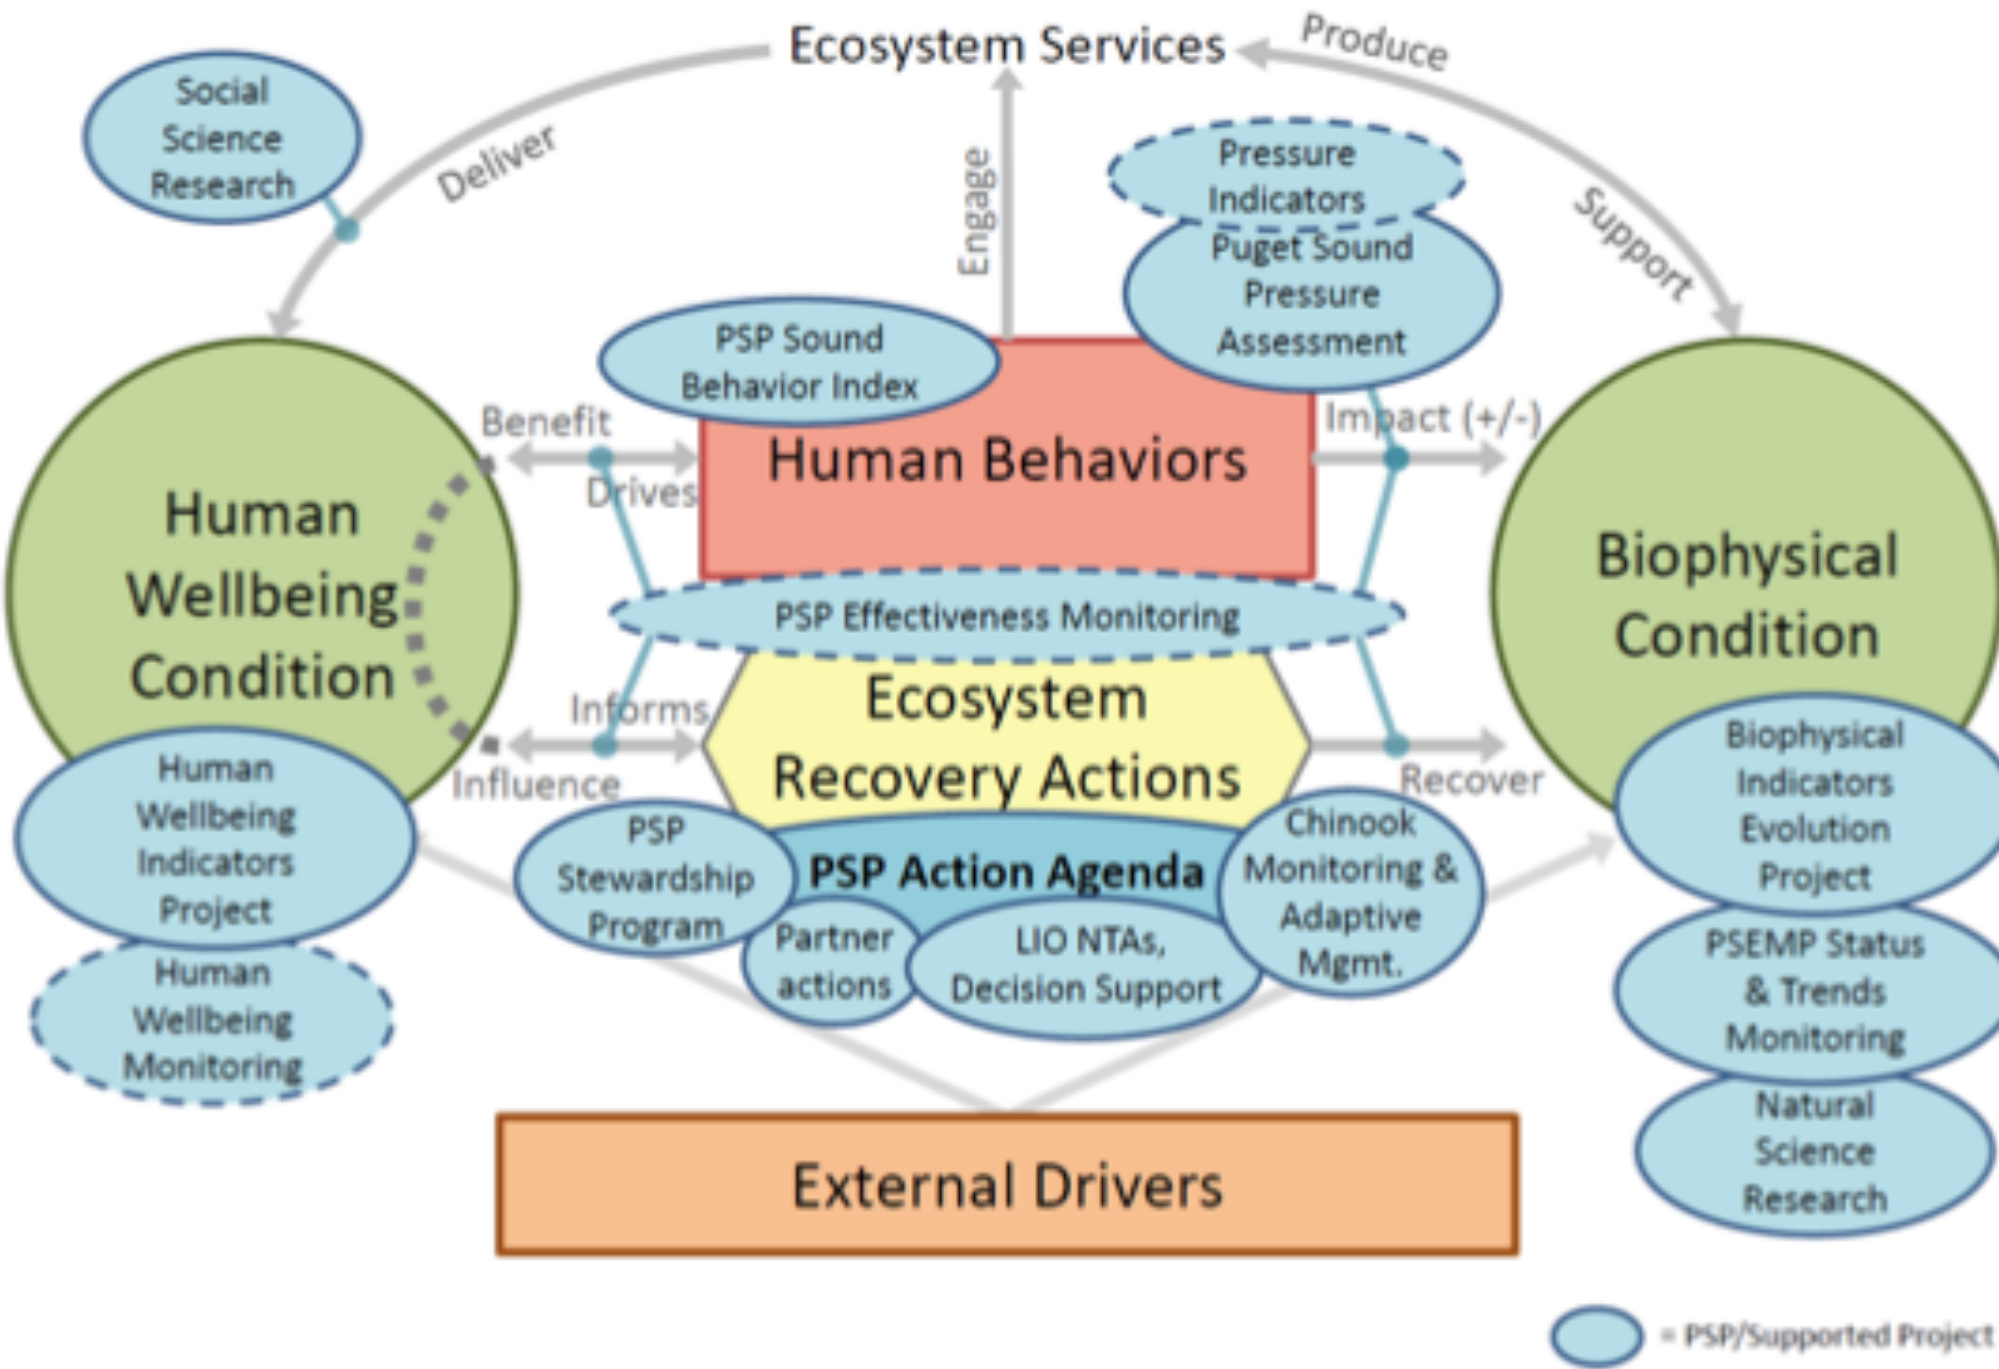 Ecosystem Services
Produce
Social
Science
Research
Deliver
Engage
Pressure
Indicators
Support
Puget Sound
Pressure
Assessment
PSP Sound
Behavior Index
Benefit
Drives
Human Behaviors
Impact (+/-)
Human
Wellbeing
Condition
Biophysical
Condition
PSP Effectiveness Monitoring
Informs
Influence
Ecosystem
Recovery Actions
Recover
Human
Wellbeing
Indicators
Project
PSP
Stewardship
Program
PSP Action Agenda
Chinook
Monitoring &
Adaptive
Mgmt.
Biophysical
Indicators
Evolution
Project
Partner
actions
LIO NTAs,
Decision Support
Human
Wellbeing
Monitoring
PSEMP Status
& Trends
Monitoring
Natural
Science
Research
External Drivers
= PSP/Supported Project